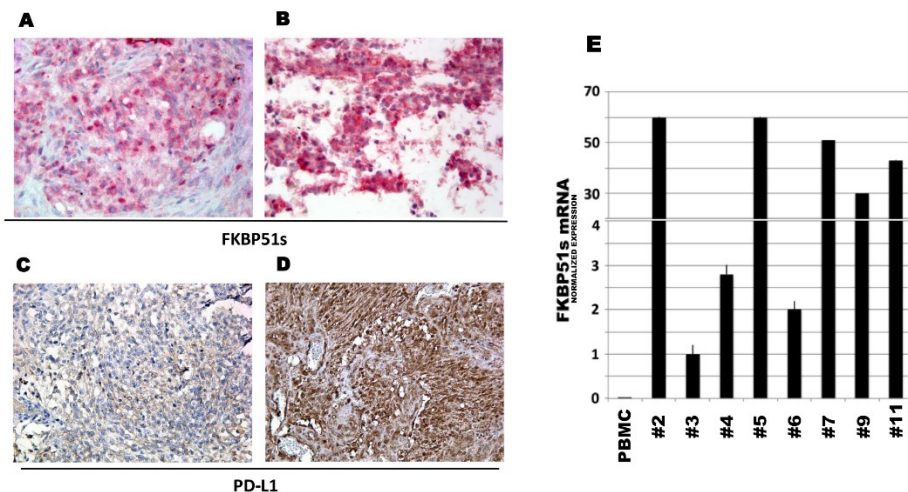 A
B
FKBP51s
C
D
PD-L1
E
FKBP51s mRNA
NORMALIZED EXPRESSION
70
50
30
4
3
2
1
0
PBMC
#2
#3
#4
#5
#6
#7
#9
#11